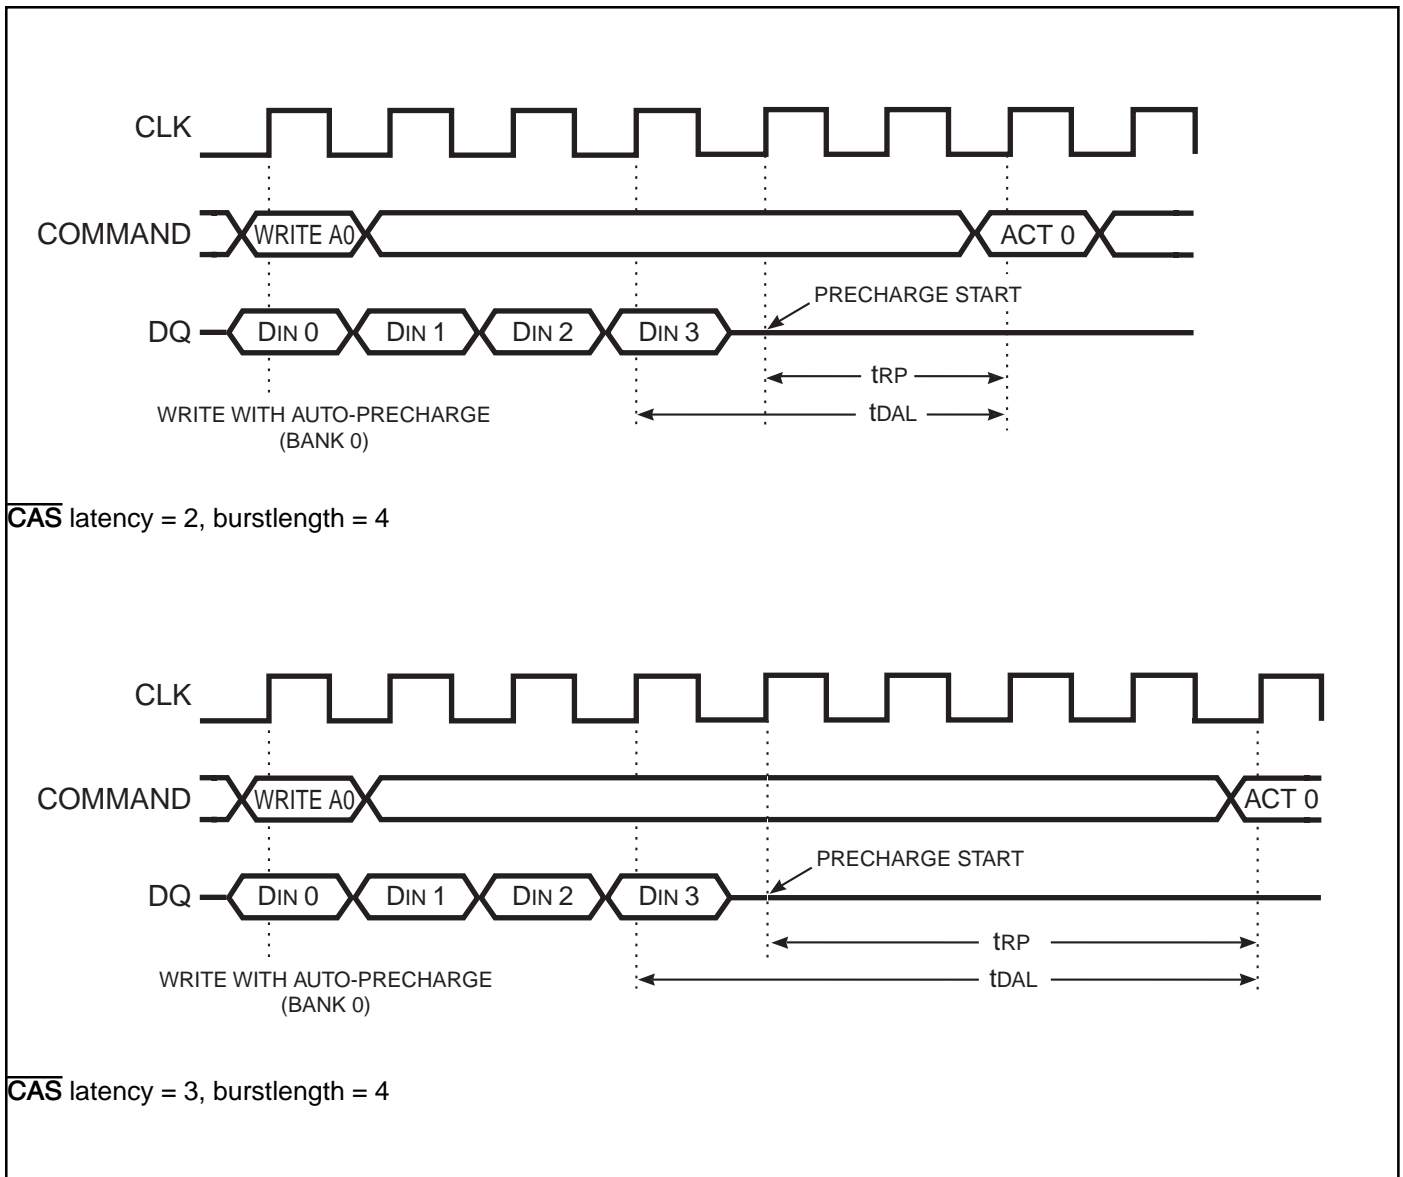 CLK
COMMAND
WRITE A0
ACT 0
PRECHARGE START
DQ
DIN 0
DIN 1
DIN 2
DIN 3
tRP
WRITE WITH AUTO-PRECHARGE
(BANK 0)
tDAL
CAS latency = 2, burstlength = 4
CLK
COMMAND
WRITE A0
ACT 0
PRECHARGE START
DQ
DIN 0
DIN 1
DIN 2
DIN 3
tRP
WRITE WITH AUTO-PRECHARGE
(BANK 0)
tDAL
CAS latency = 3, burstlength = 4